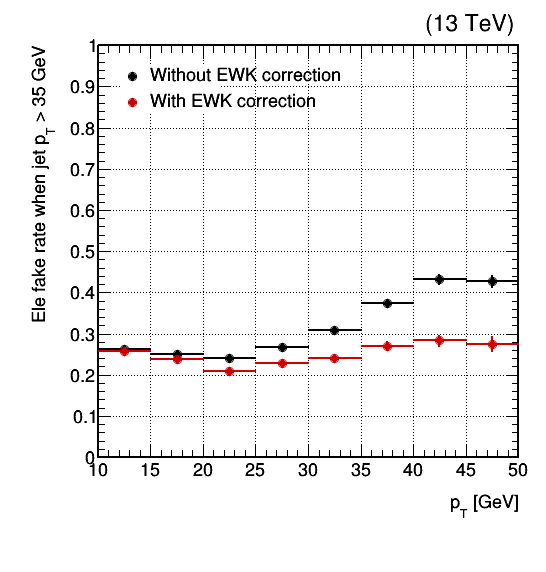 (13 TeV)
Ele fake rate when jet p_T > 35 GeV
1
0.9
0.8
0.7
0.6
0.5
0.4
0.3
0.2
0.1
0
Without EWK correction
With EWK correction
10 15 20 25 30 35 40 45 50
p_T [GeV]